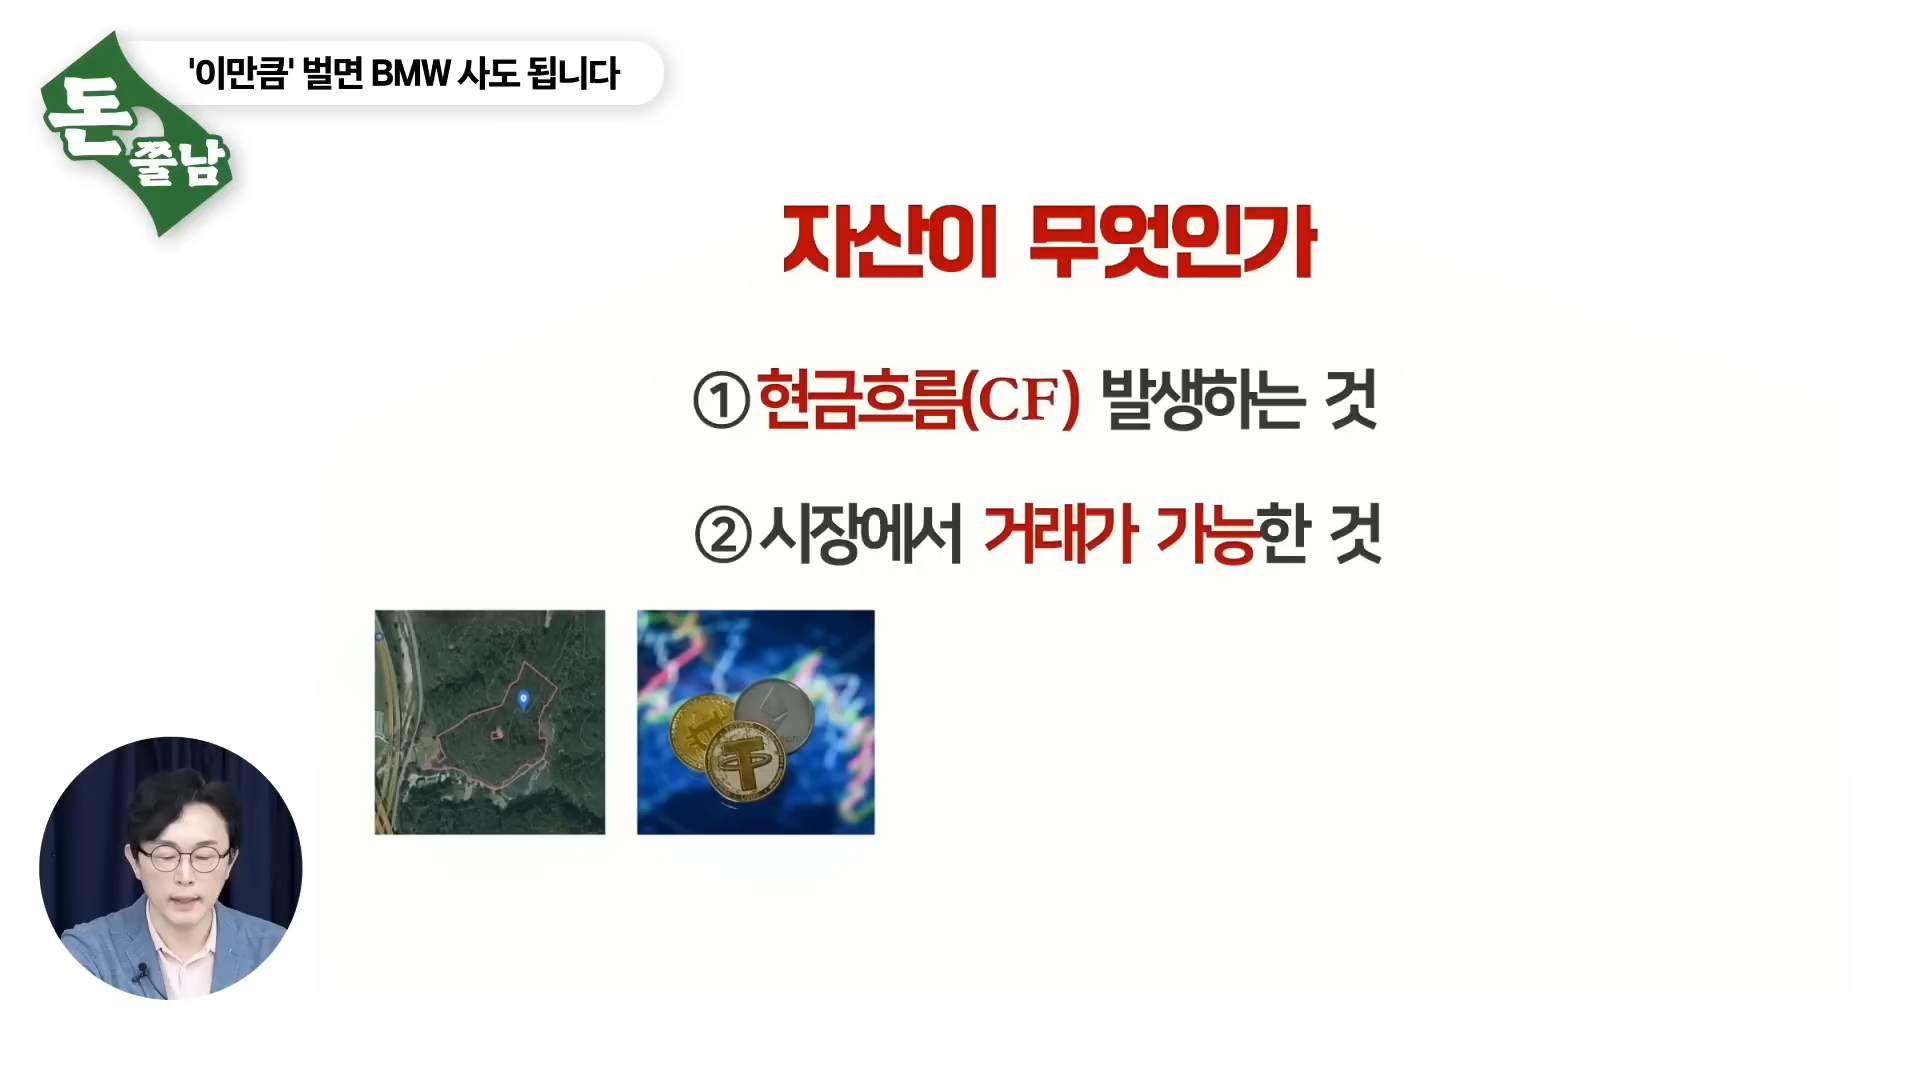 '이만큼' 벌면 BMW 사도 됩니다
돈
쭐남
자산이 무엇인가
①현금흐름(CF) 발생하는 것
②시장에서 거래가 가능한 것